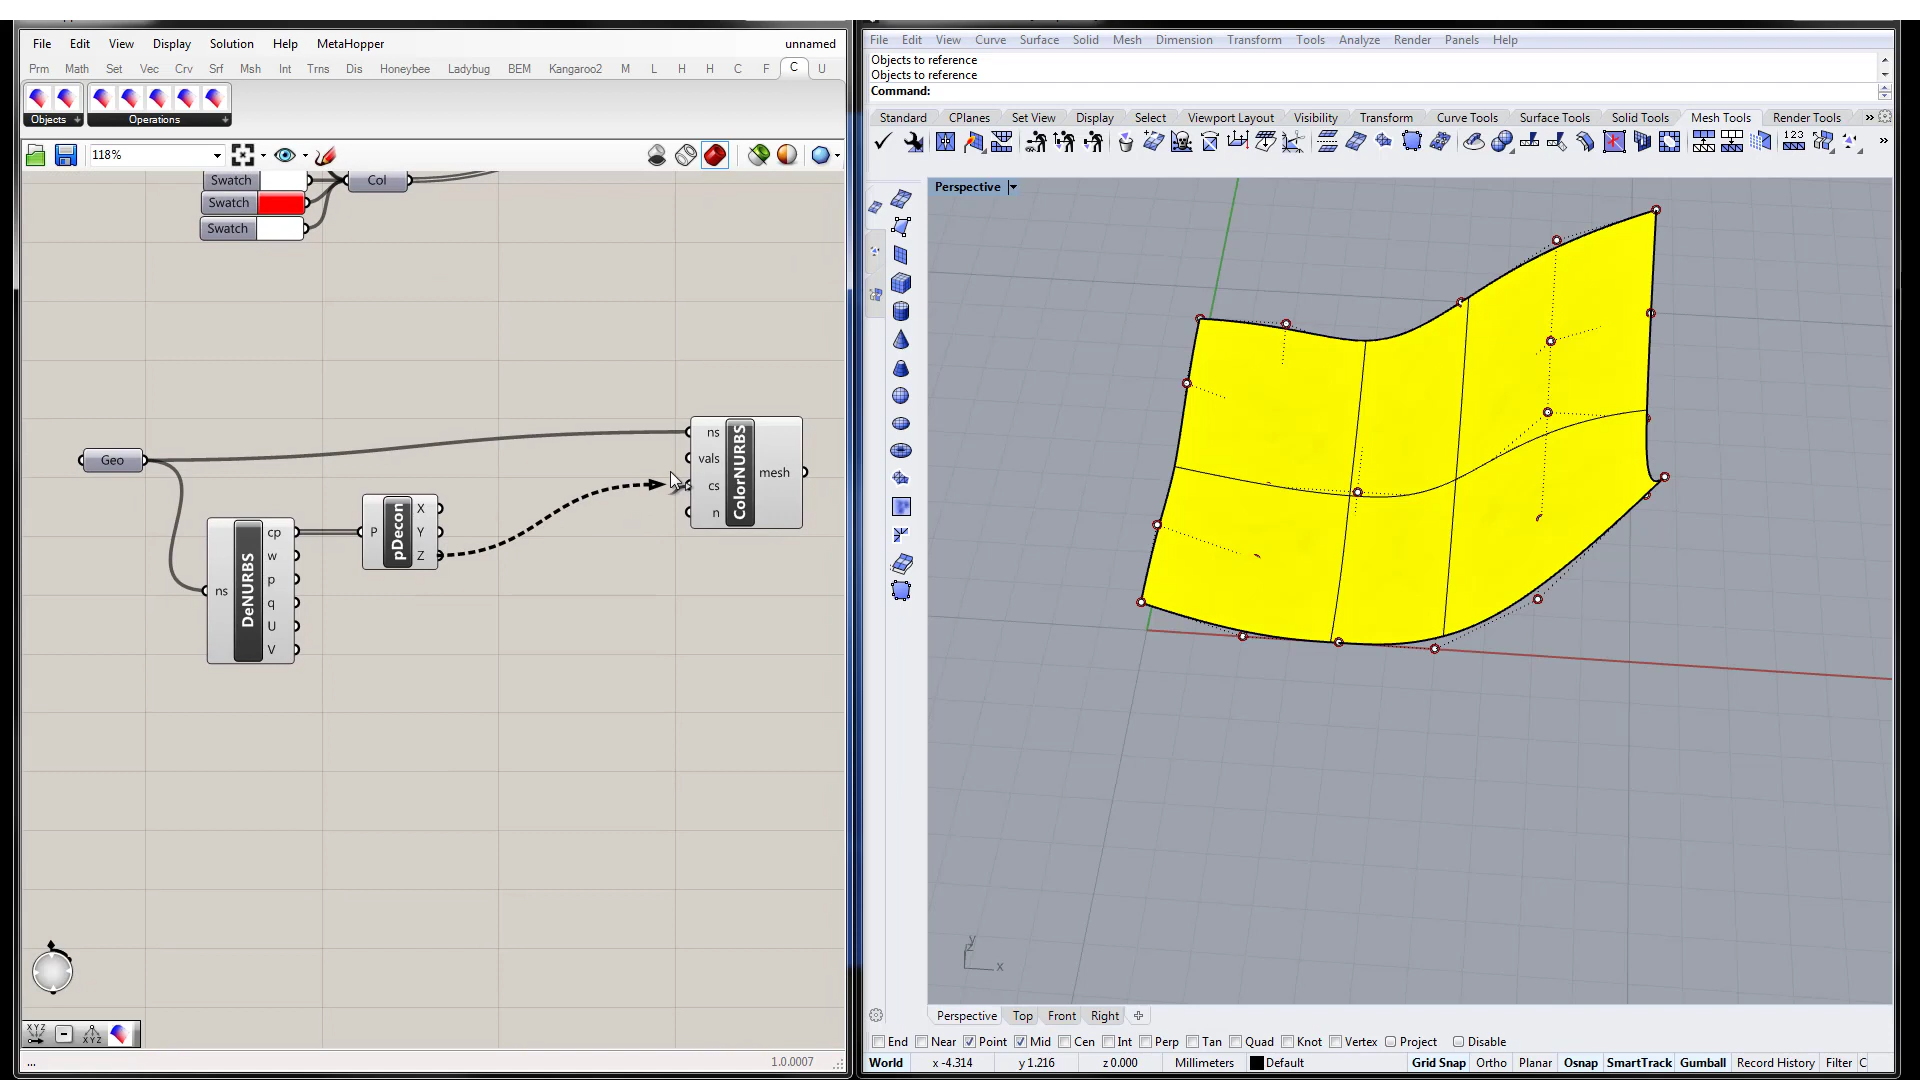 File Edit View Display Solution Help MetaHopper unnamed
Prm Math Set Vec Crv Srf Msh Int Trns Dis Honeybee Ladybug BEM Kangaroo2 M L H H C F C U
Objects + Operations +
118%
Swatch
Col
Swatch
Swatch
Geo
ns
vals
cs
n
ColorNURBS
mesh
P
pDecon
X
Y
Z
ns
DeNURBS
cp
w
p
q
U
V
XYZ
XYZ
... 1.0.0007
File Edit View Curve Surface Solid Mesh Dimension Transform Tools Analyze Render Panels Help
Objects to reference
Objects to reference
Command:
Standard CPlanes Set View Display Select Viewport Layout Visibility Transform Curve Tools Surface Tools Solid Tools Mesh Tools Render Tools »
123 »
Perspective
y
z
x
Perspective Top Front Right
End Near Point Mid Cen Int Perp Tan Quad Knot Vertex Project Disable
World x -4.314 y 1.216 z 0.000 Millimeters Default Grid Snap Ortho Planar Osnap SmartTrack Gumball Record History Filter C